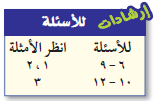 إرشادات للأسئلة
للأسئلة انظر الأمثلة
٦ - ٩ ١، ٢
١٠ - ١٢ ٣